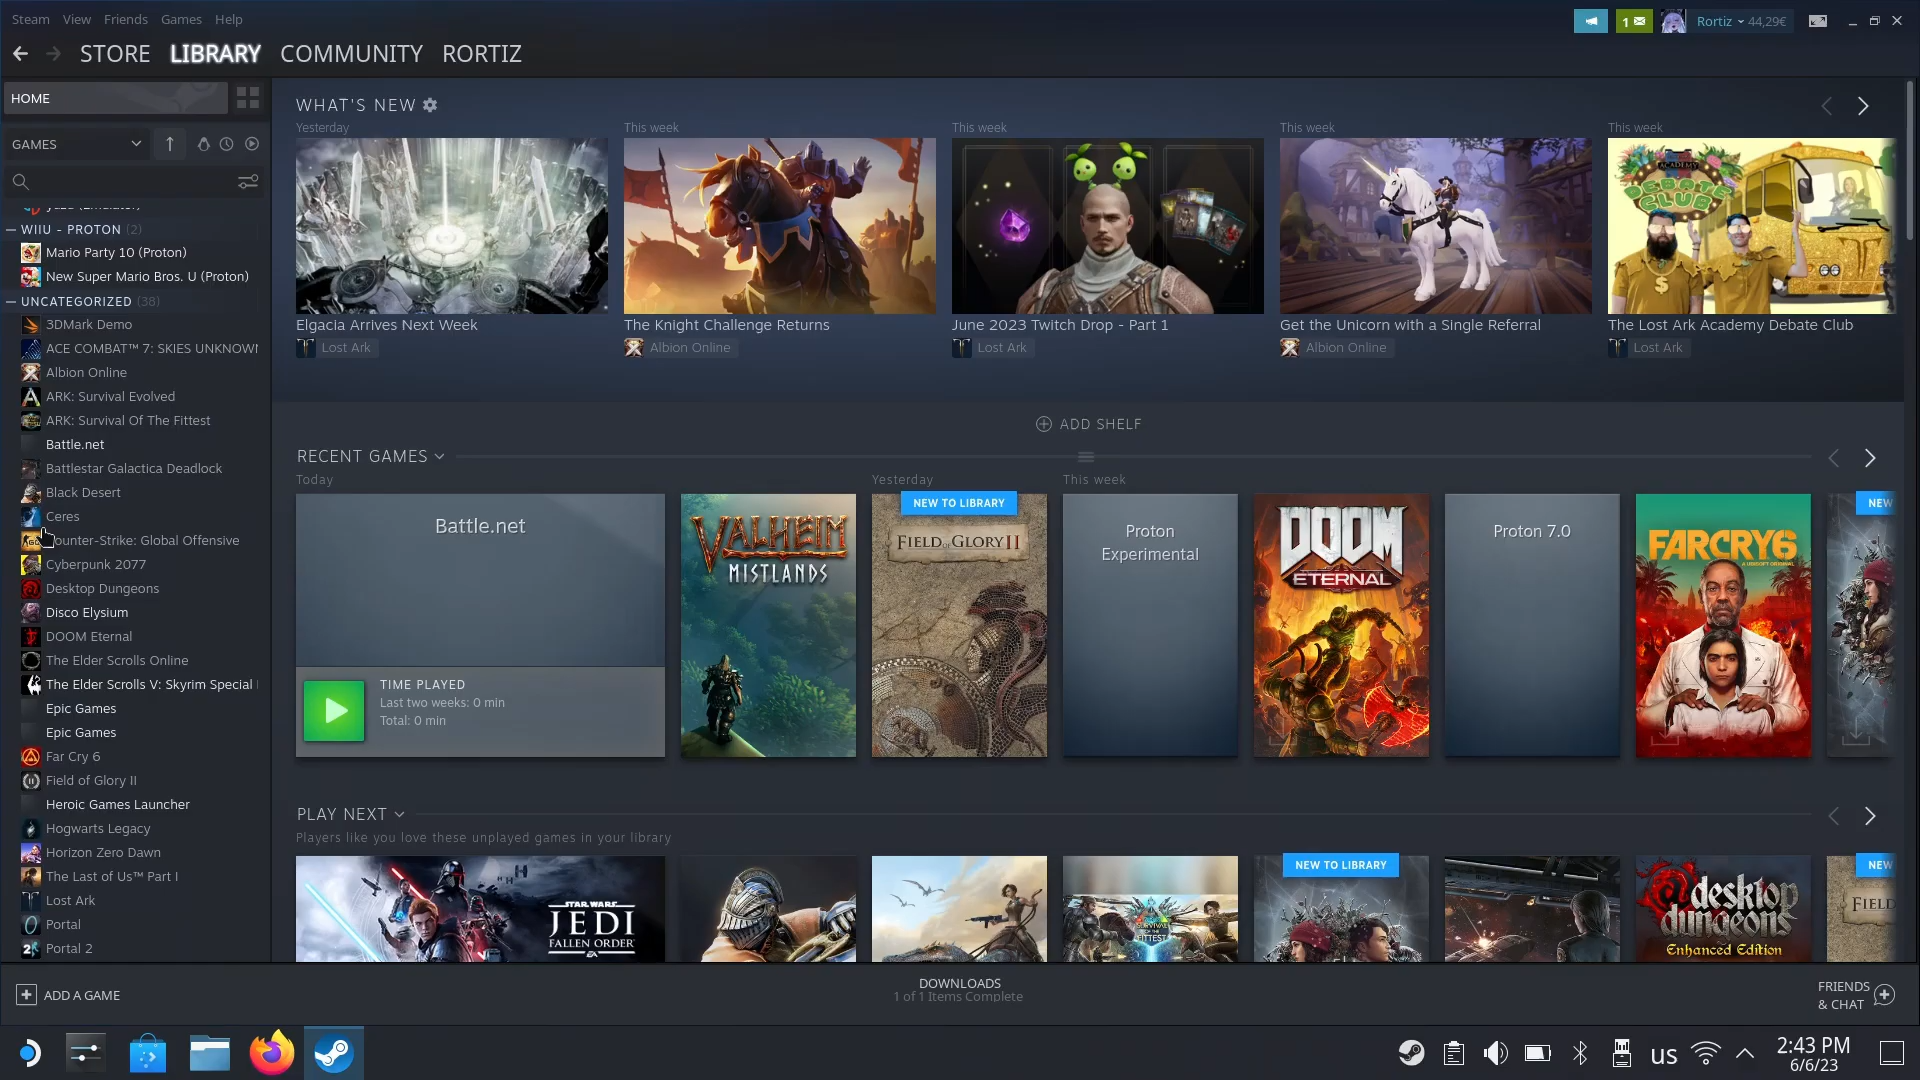 Steam View Friends Games Help
1 Rortiz 44,29€
STORE LIBRARY COMMUNITY RORTIZ
HOME
GAMES
WIIU - PROTON (2)
Mario Party 10 (Proton)
New Super Mario Bros. U (Proton)
UNCATEGORIZED (38)
3DMark Demo
ACE COMBAT™ 7: SKIES UNKNOWN
Albion Online
ARK: Survival Evolved
ARK: Survival Of The Fittest
Battle.net
Battlestar Galactica Deadlock
Black Desert
Ceres
ounter-Strike: Global Offensive
Cyberpunk 2077
Desktop Dungeons
Disco Elysium
DOOM Eternal
The Elder Scrolls Online
The Elder Scrolls V: Skyrim Special
Epic Games
Epic Games
Far Cry 6
Field of Glory II
Heroic Games Launcher
Hogwarts Legacy
Horizon Zero Dawn
The Last of Us™ Part I
Lost Ark
Portal
Portal 2
WHAT'S NEW
Yesterday
Elgacia Arrives Next Week
Lost Ark
This week
The Knight Challenge Returns
Albion Online
This week
June 2023 Twitch Drop - Part 1
Lost Ark
This week
Get the Unicorn with a Single Referral
Albion Online
This week
ACADEMY
DEBATE
CLUB
The Lost Ark Academy Debate Club
Lost Ark
ADD SHELF
RECENT GAMES
Today
Battle.net
TIME PLAYED
Last two weeks: 0 min
Total: 0 min
VALHEIM
MISTLANDS
Yesterday
NEW TO LIBRARY
FIELD OF GLORY II
This week
Proton
Experimental
DOOM
ETERNAL
Proton 7.0
FARCRY6
A UBISOFT ORIGINAL
NEW
PLAY NEXT
Players like you love these unplayed games in your library
STAR WARS
JEDI
FALLEN ORDER
EA
SURVIVAL
OF THE
FITTEST
NEW TO LIBRARY
desktop
dungeons
Enhanced Edition
NEW
FIELD
ADD A GAME
DOWNLOADS
1 of 1 Items Complete
FRIENDS
& CHAT
us
2:43 PM
6/6/23